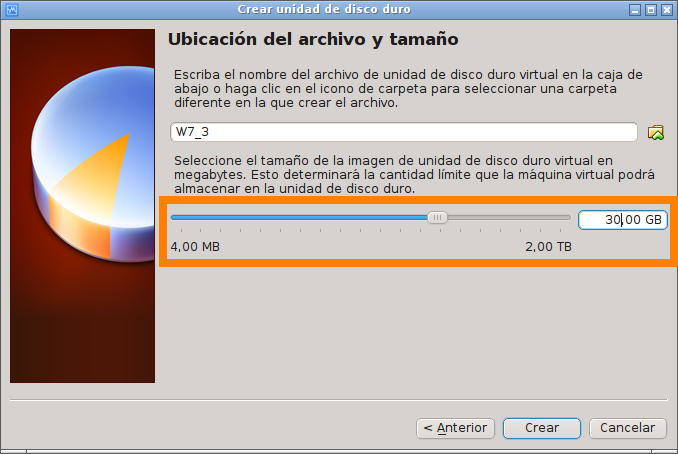 Crear unidad de disco duro
Ubicación del archivo y tamaño
Escriba el nombre del archivo de unidad de disco duro virtual en la caja de
abajo o haga clic en el icono de carpeta para seleccionar una carpeta
diferente en la que crear el archivo.
W7_3
Seleccione el tamaño de la imagen de unidad de disco duro virtual en
megabytes. Esto determinará la cantidad límite que la máquina virtual podrá
almacenar en la unidad de disco duro.
30,00 GB
4,00 MB 2,00 TB
< Anterior Crear Cancelar